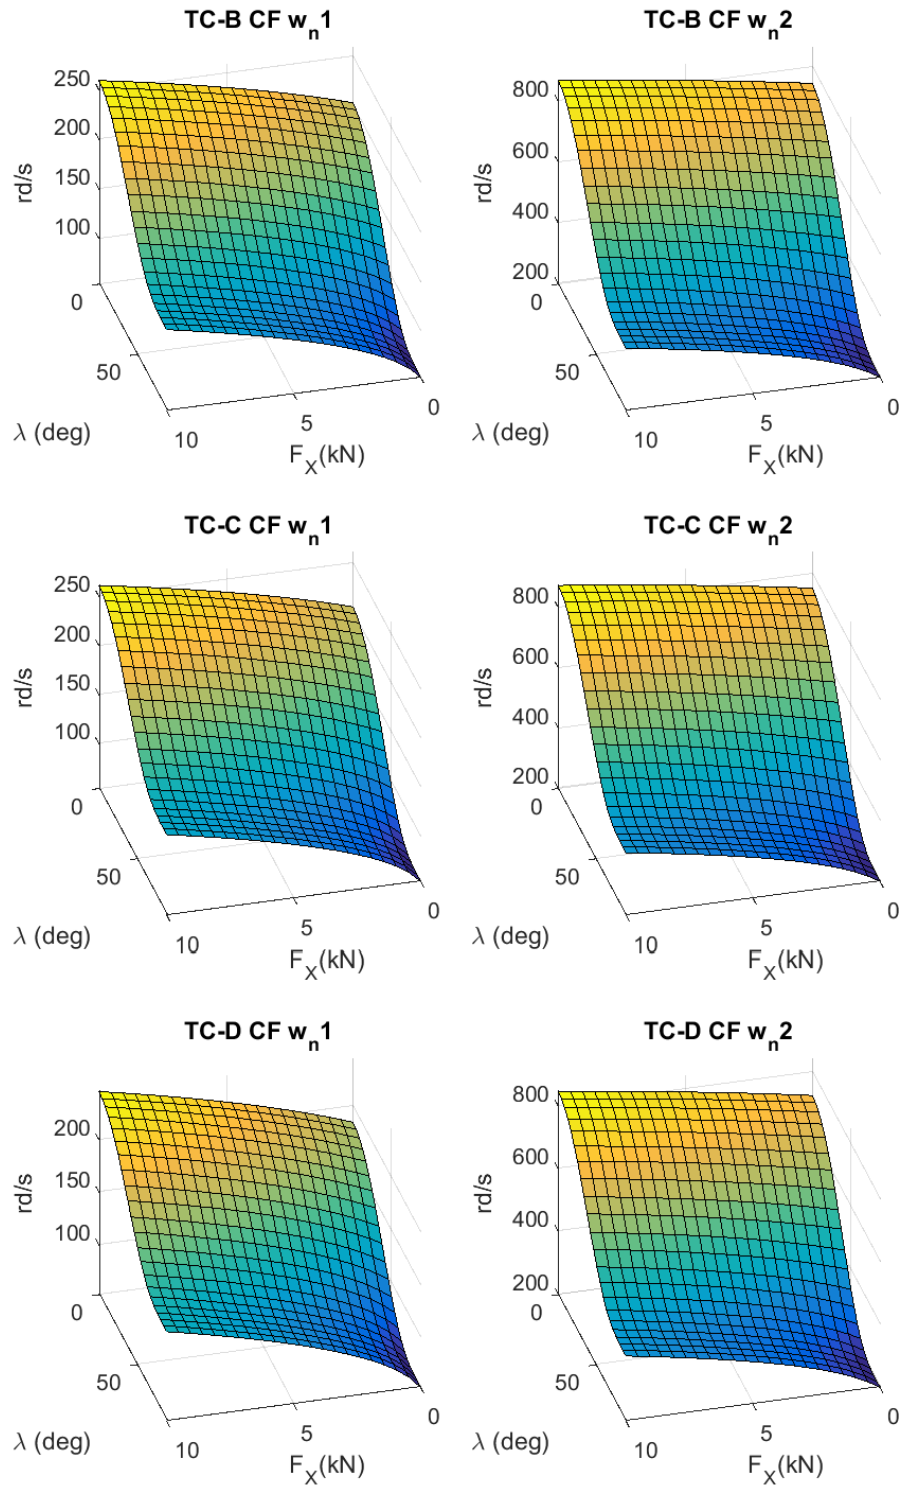 TC-B CF wn1
250
200
150
100
rd/s
0
50
λ (deg)
10
5
0
FX(kN)
TC-B CF wn2
800
600
400
200
rd/s
0
50
λ (deg)
10
5
0
FX(kN)
TC-C CF wn1
250
200
150
100
rd/s
0
50
λ (deg)
10
5
0
FX(kN)
TC-C CF wn2
800
600
400
200
rd/s
0
50
λ (deg)
10
5
0
FX(kN)
TC-D CF wn1
200
150
100
rd/s
0
50
λ (deg)
10
5
0
FX(kN)
TC-D CF wn2
800
600
400
200
rd/s
0
50
λ (deg)
10
5
0
FX(kN)